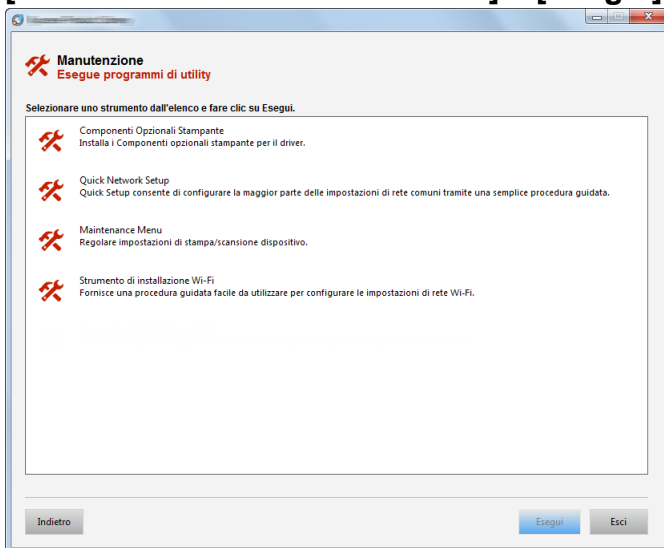 Manutenzione
Esegue programmi di utility
Selezionare uno strumento dall'elenco e fare clic su Esegui.
Componenti Opzionali Stampante
Installa i Componenti opzionali stampante per il driver.
Quick Network Setup
Quick Setup consente di configurare la maggior parte delle impostazioni di rete comuni tramite una semplice procedura guidata.
Maintenance Menu
Regolare impostazioni di stampa/scansione dispositivo.
Strumento di installazione Wi-Fi
Fornisce una procedura guidata facile da utilizzare per configurare le impostazioni di rete Wi-Fi.
Indietro Esegui Esci